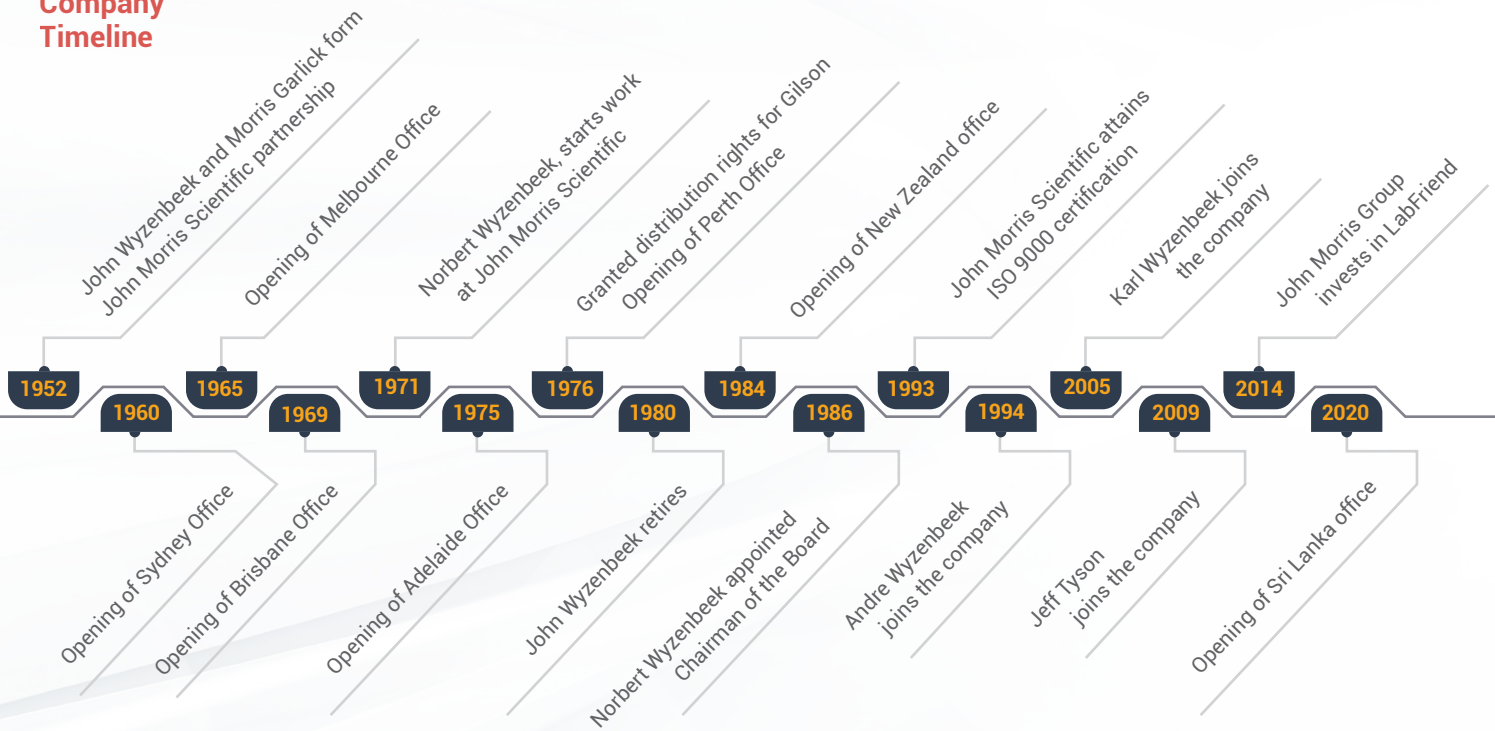 Company
Timeline
1952
John Wyzenbeek and Morris Garlick form
John Morris Scientific partnership
1960
Opening of Sydney Office
1965
Opening of Melbourne Office
1969
Opening of Brisbane Office
1971
Norbert Wyzenbeek, starts work
at John Morris Scientific
1975
Opening of Adelaide Office
1976
Granted distribution rights for Gilson
Opening of Perth Office
1980
John Wyzenbeek retires
1984
Opening of New Zealand office
1986
Norbert Wyzenbeek appointed
Chairman of the Board
1993
John Morris Scientific attains
ISO 9000 certification
1994
Andre Wyzenbeek
joins the company
2005
Karl Wyzenbeek joins
the company
2009
Jeff Tyson
joins the company
2014
John Morris Group
invests in LabFriend
2020
Opening of Sri Lanka office